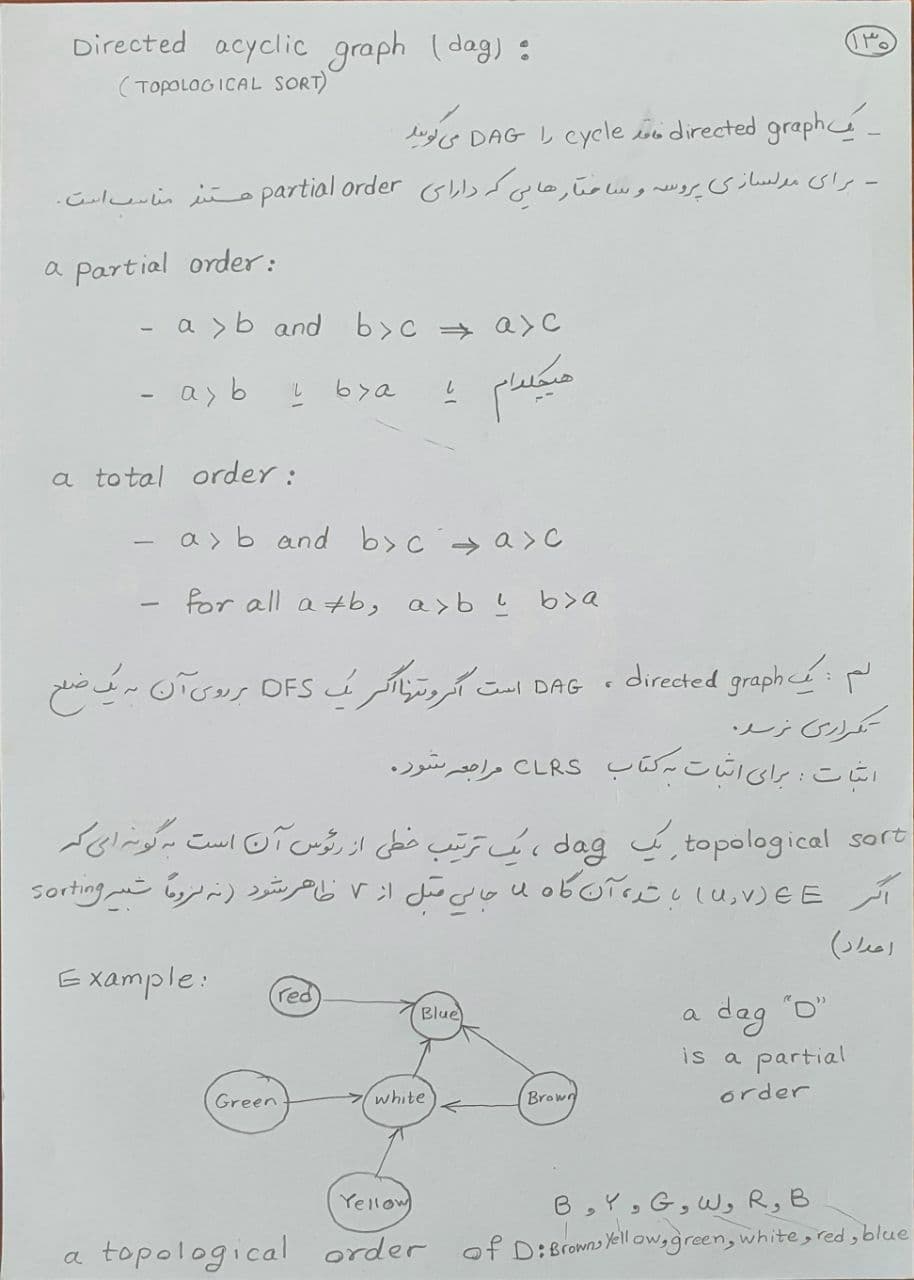 Directed acyclic graph (dag) :
۱۳۰
(TOPOLOGICAL SORT)
- یک directed graph فاقد cycle را DAG می گویند
- برای مدلسازی پروسه و ساختارهایی که دارای partial order هستند مناسب است.
a partial order:
- a > b and b > c ⇒ a > c
- a > b یا b > a یا هیچکدام
a total order:
- a > b and b > c ⇒ a > c
- for all a ≠ b, a > b یا b > a
لم : یک directed graph ، DAG است اگر و تنها اگر یک DFS بر روی آن به یک ضلع
تکراری نرسد.
اثبات : برای اثبات به کتاب CLRS مراجعه شود.
topological sort یک dag ، یک ترتیب خطی از رئوس آن است به گونه ای که
اگر (u,v) ∈ E باشد، آن گاه u جایی قبل از v ظاهر شود (نه لزوماً شبیه sorting
اعداد)
Example:
red
Blue
a dag "D"
is a partial
order
Green
White
Brown
Yellow
B, Y, G, W, R, B
a topological order of D: Brown, Yellow, green, white, red, blue